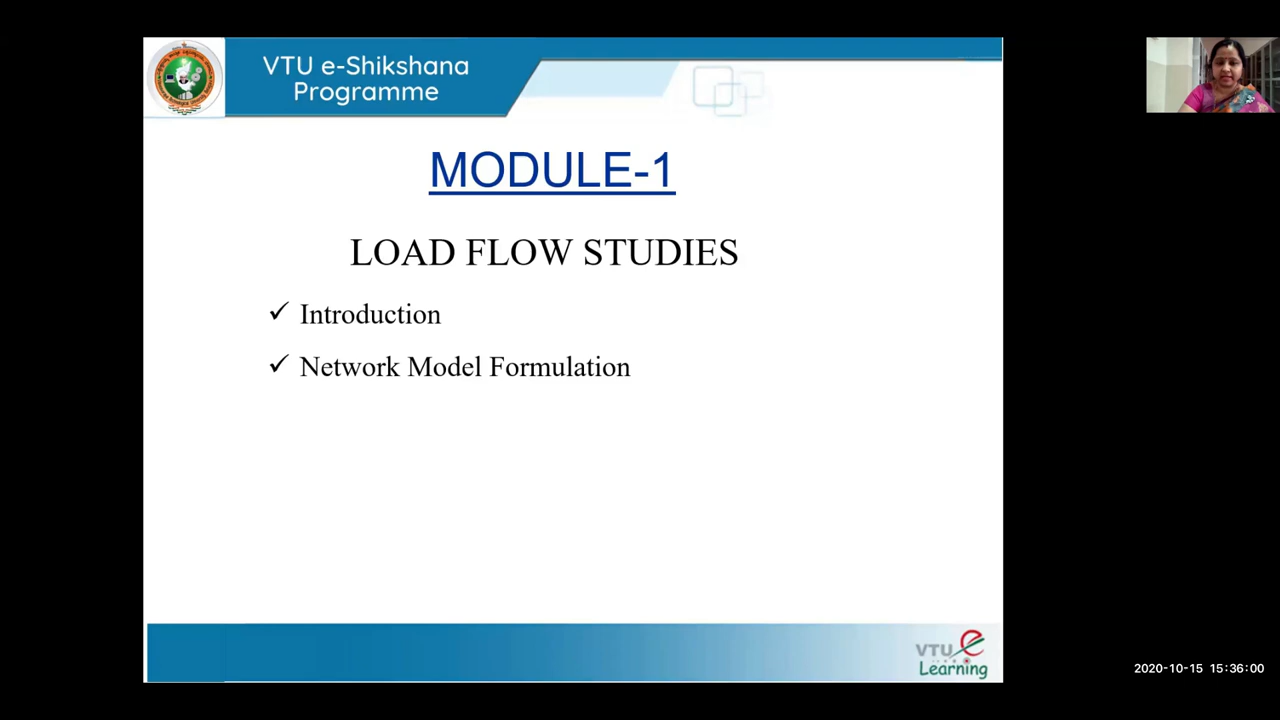 VTU e-Shikshana
Programme
MODULE-1
LOAD FLOW STUDIES
✓ Introduction
✓ Network Model Formulation
VTU e
Learning
2020-10-15 15:36:00